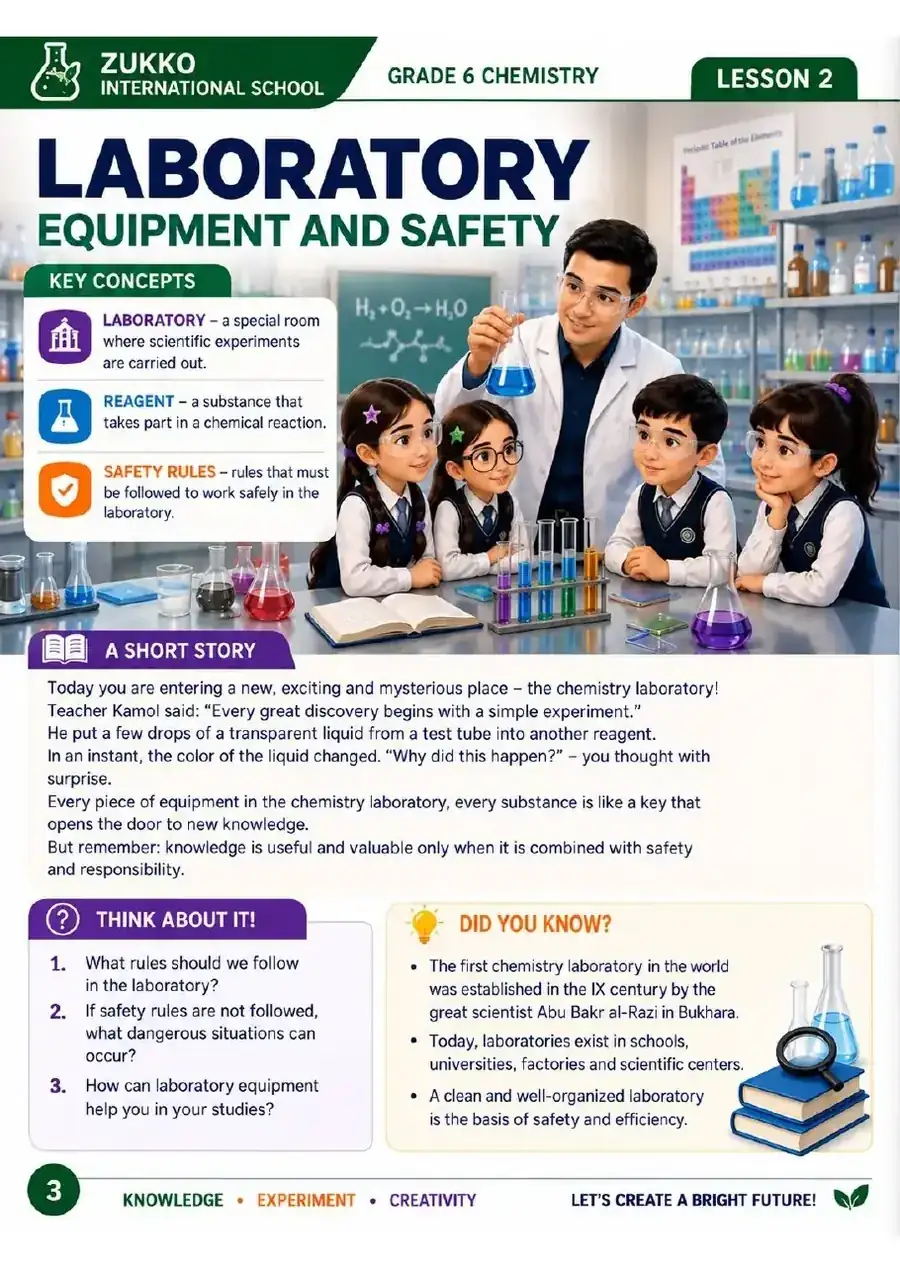 ZUKKO
INTERNATIONAL SCHOOL
GRADE 6 CHEMISTRY
LESSON 2
LABORATORY
EQUIPMENT AND SAFETY
Periodic Table of the Elements
KEY CONCEPTS
LABORATORY – a special room
where scientific experiments
are carried out.
REAGENT – a substance that
takes part in a chemical reaction.
SAFETY RULES – rules that must
be followed to work safely in the
laboratory.
H₂+O₂→H₂O
A SHORT STORY
Today you are entering a new, exciting and mysterious place – the chemistry laboratory!
Teacher Kamol said: “Every great discovery begins with a simple experiment.”
He put a few drops of a transparent liquid from a test tube into another reagent.
In an instant, the color of the liquid changed. “Why did this happen?” – you thought with
surprise.
Every piece of equipment in the chemistry laboratory, every substance is like a key that
opens the door to new knowledge.
But remember: knowledge is useful and valuable only when it is combined with safety
and responsibility.
? THINK ABOUT IT!
1. What rules should we follow
in the laboratory?
2. If safety rules are not followed,
what dangerous situations can
occur?
3. How can laboratory equipment
help you in your studies?
DID YOU KNOW?
• The first chemistry laboratory in the world
was established in the IX century by the
great scientist Abu Bakr al-Razi in Bukhara.
• Today, laboratories exist in schools,
universities, factories and scientific centers.
• A clean and well-organized laboratory
is the basis of safety and efficiency.
3
KNOWLEDGE • EXPERIMENT • CREATIVITY
LET'S CREATE A BRIGHT FUTURE!